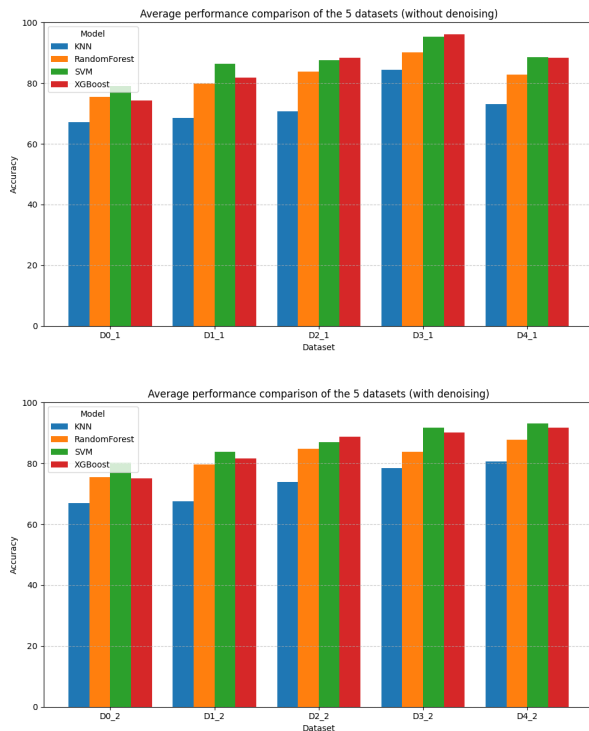 Average performance comparison of the 5 datasets (without denoising)
100
80
60
40
20
0
Accuracy
Model
KNN
RandomForest
SVM
XGBoost
D0_1
D1_1
D2_1
D3_1
D4_1
Dataset
Average performance comparison of the 5 datasets (with denoising)
100
80
60
40
20
0
Accuracy
Model
KNN
RandomForest
SVM
XGBoost
D0_2
D1_2
D2_2
D3_2
D4_2
Dataset